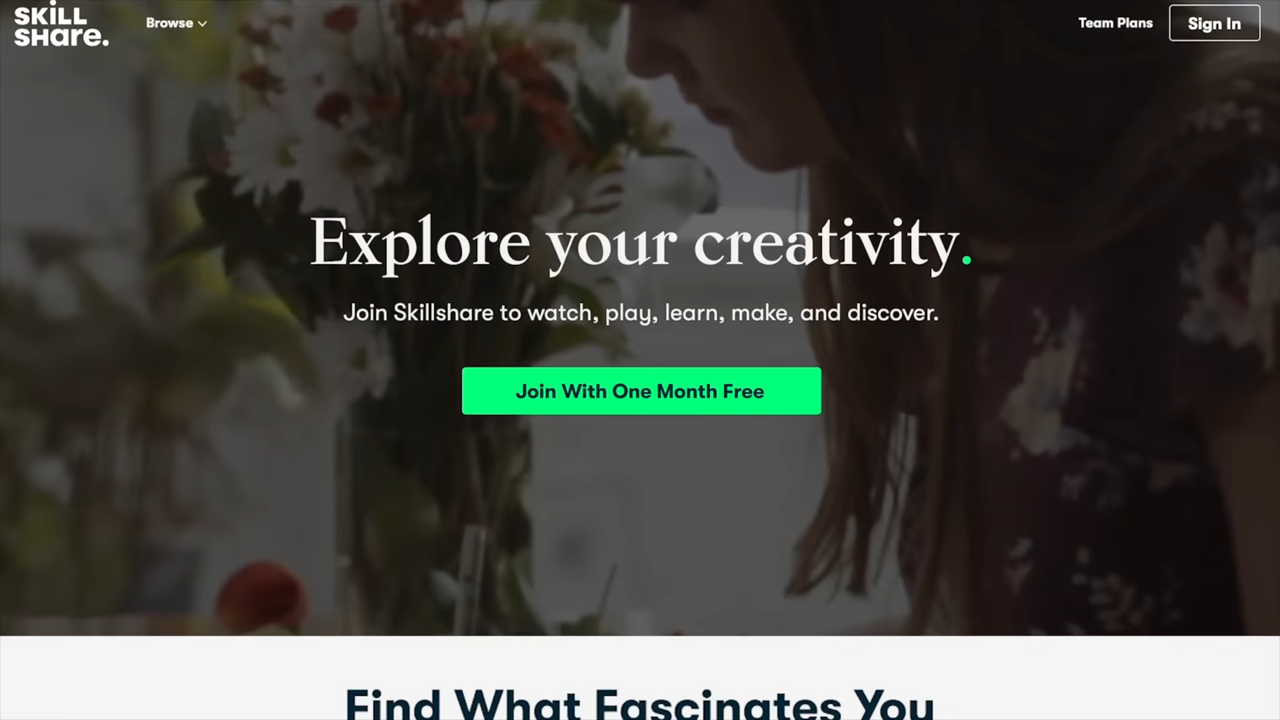 SKILL
SHare.
Browse
Team Plans
Sign In
Explore your creativity.
Join Skillshare to watch, play, learn, make, and discover.
Join With One Month Free
Find What Fascinates You